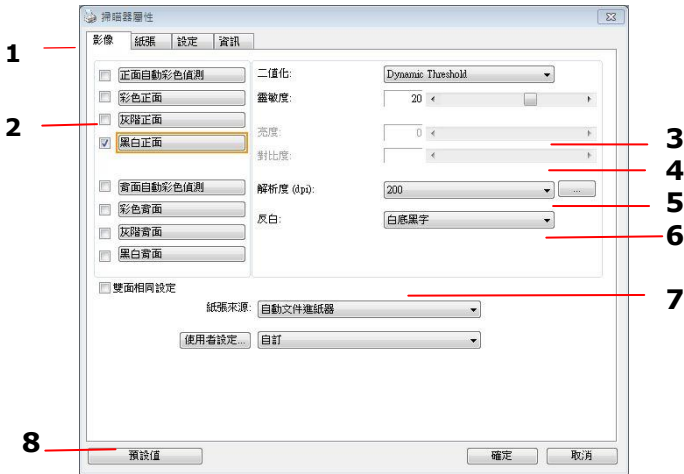 掃瞄器屬性
影像 紙張 設定 資訊
1
正面自動彩色偵測
彩色正面
灰階正面
黑白正面
2
背面自動彩色偵測
彩色背面
灰階背面
黑白背面
二值化: Dynamic Threshold
靈敏度: 20
亮度: 0
3
對比度:
4
解析度 (dpi): 200 ...
5
反白: 白底黑字
6
雙面相同設定
7
紙張來源: 自動文件進紙器
使用者設定... 自訂
8
預設值 確定 取消